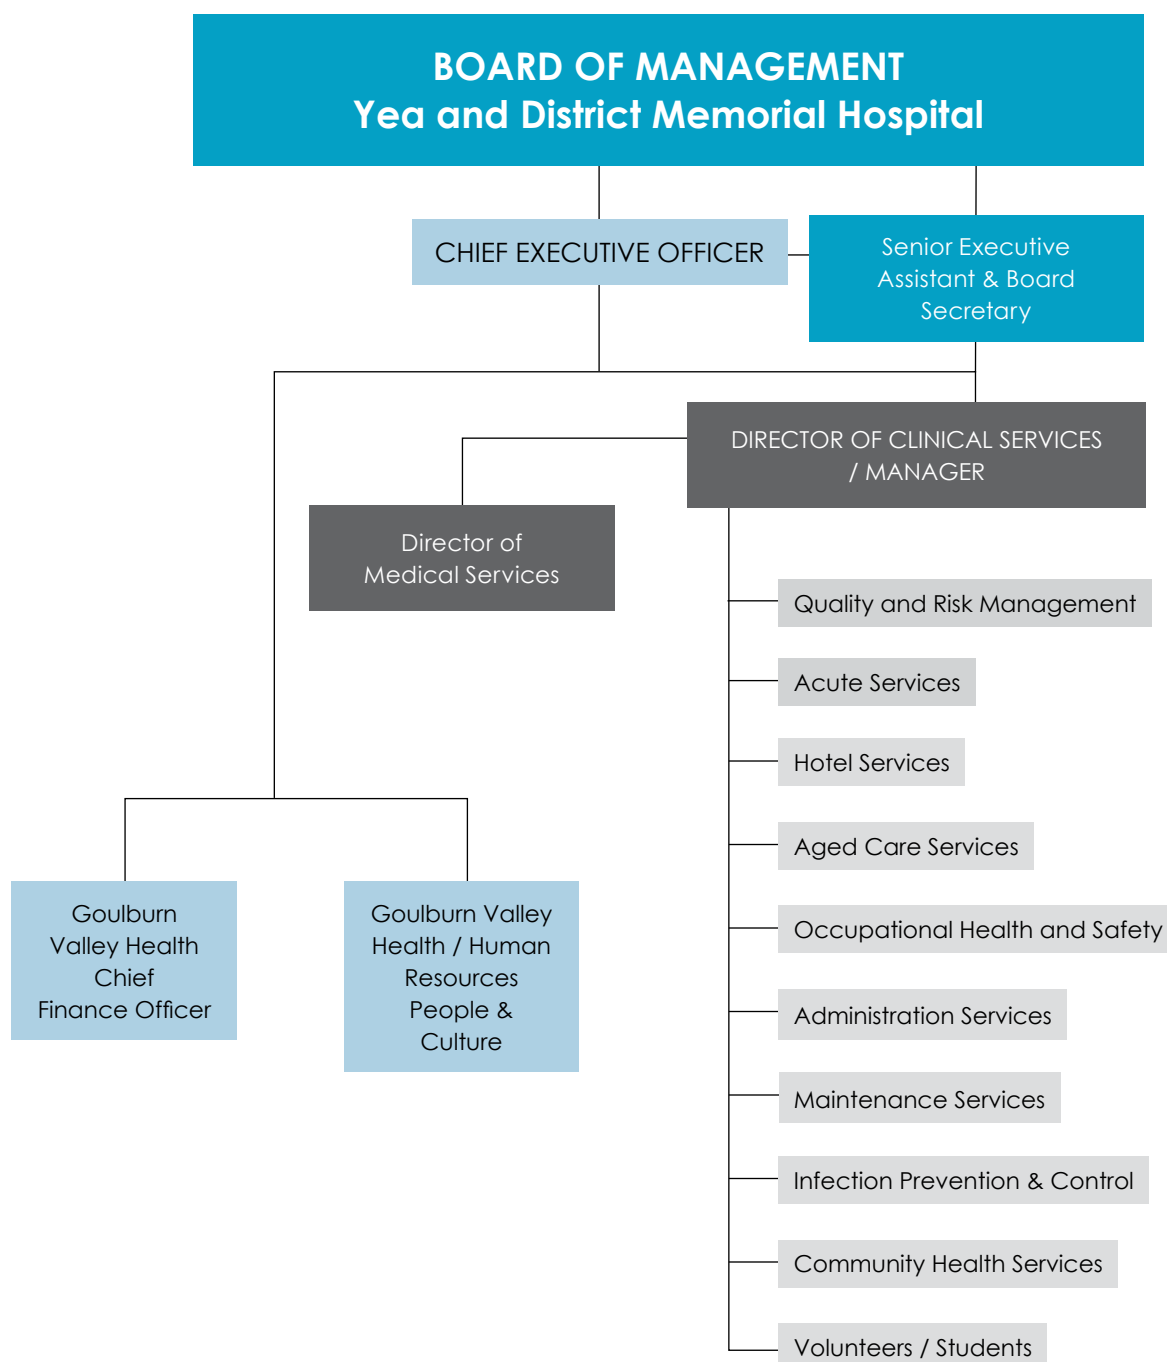 BOARD OF MANAGEMENT
Yea and District Memorial Hospital
CHIEF EXECUTIVE OFFICER
Senior Executive
Assistant & Board
Secretary
DIRECTOR OF CLINICAL SERVICES
/ MANAGER
Director of
Medical Services
Quality and Risk Management
Acute Services
Hotel Services
Aged Care Services
Occupational Health and Safety
Administration Services
Maintenance Services
Infection Prevention & Control
Community Health Services
Volunteers / Students
Goulburn
Valley Health
Chief
Finance Officer
Goulburn Valley
Health / Human
Resources
People &
Culture